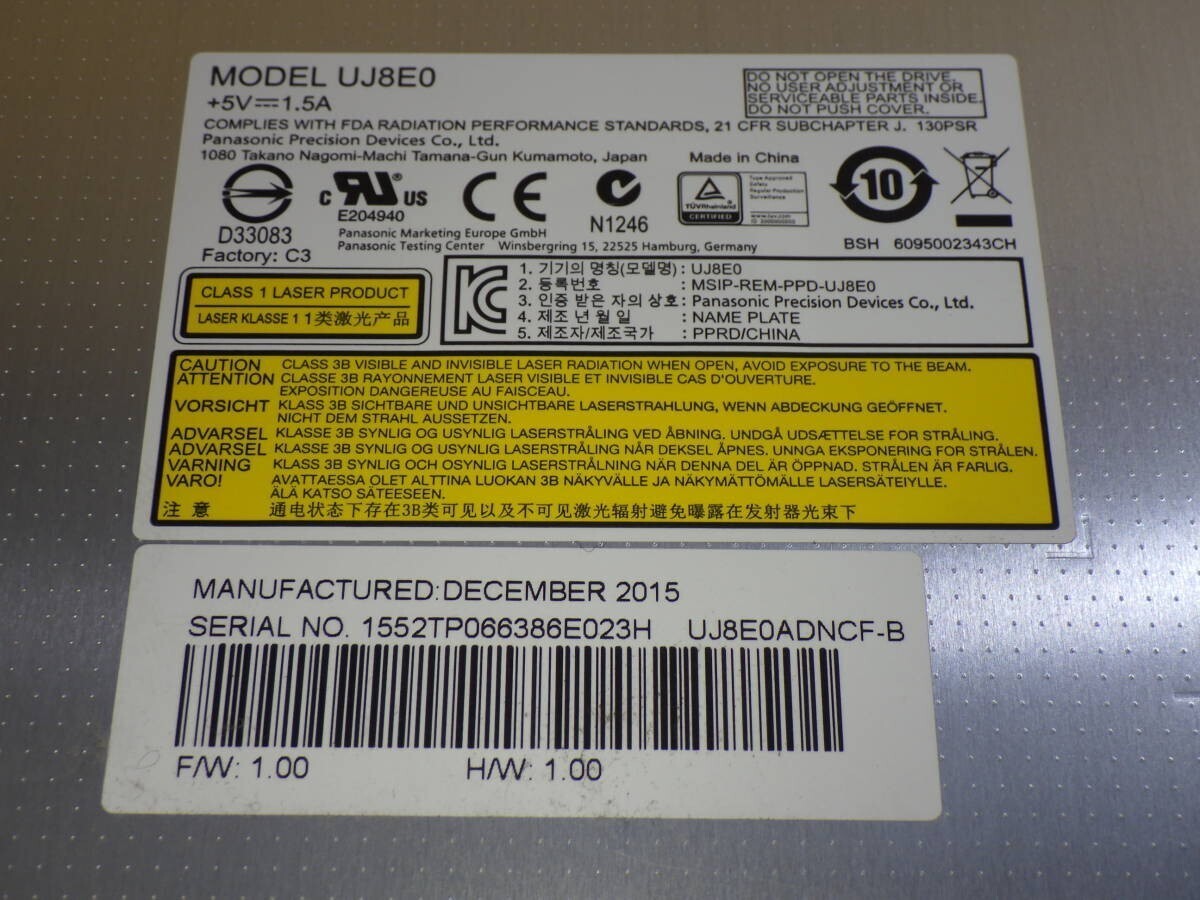 MODEL UJ8E0
+5V⎓1.5A
DO NOT OPEN THE DRIVE.
NO USER ADJUSTMENT OR
SERVICEABLE PARTS INSIDE.
DO NOT PUSH COVER.
COMPLIES WITH FDA RADIATION PERFORMANCE STANDARDS, 21 CFR SUBCHAPTER J. 130PSR
Panasonic Precision Devices Co., Ltd.
1080 Takano Nagomi-Machi Tamana-Gun Kumamoto, Japan Made in China
D33083
Factory: C3
c RU® US
E204940
CE
N1246
Panasonic Marketing Europe GmbH
Panasonic Testing Center Winsbergring 15, 22525 Hamburg, Germany
TÜVRheinland
CERTIFIED
Type Approved
Safety
Regular Production
Surveillance
www.tuv.com
10
BSH 6095002343CH
CLASS 1 LASER PRODUCT
LASER KLASSE 1 1类激光产品
1. 기기의 명칭(모델명) : UJ8E0
2. 등록번호 : MSIP-REM-PPD-UJ8E0
3. 인증 받은 자의 상호 : Panasonic Precision Devices Co., Ltd.
4. 제조 년 월 일 : NAME PLATE
5. 제조자/제조국가 : PPRD/CHINA
CAUTION CLASS 3B VISIBLE AND INVISIBLE LASER RADIATION WHEN OPEN, AVOID EXPOSURE TO THE BEAM.
ATTENTION CLASSE 3B RAYONNEMENT LASER VISIBLE ET INVISIBLE CAS D'OUVERTURE.
EXPOSITION DANGEREUSE AU FAISCEAU.
VORSICHT KLASS 3B SICHTBARE UND UNSICHTBARE LASERSTRAHLUNG, WENN ABDECKUNG GEÖFFNET.
NICHT DEM STRAHL AUSSETZEN.
ADVARSEL KLASSE 3B SYNLIG OG USYNLIG LASERSTRÅLING VED ÅBNING. UNDGÅ UDSÆTTELSE FOR STRÅLING.
ADVARSEL KLASSE 3B SYNLIG OG USYNLIG LASERSTRÅLING NÅR DEKSEL ÅPNES. UNNGA EKSPONERING FOR STRÅLEN.
VARNING KLASS 3B SYNLIG OCH OSYNLIG LASERSTRÅLNING NÄR DENNA DEL ÄR ÖPPNAD. STRÅLEN ÄR FARLIG.
VARO! AVATTAESSA OLET ALTTINA LUOKAN 3B NÄKYVÄLLE JA NÄKYMÄTTÖMÄLLE LASERSÄTEILYLLE.
ÄLÄ KATSO SÄTEESEEN.
注 意 通电状态下存在3B类可见以及不可见激光辐射避免曝露在发射器光束下
MANUFACTURED:DECEMBER 2015
SERIAL NO. 1552TP066386E023H UJ8E0ADNCF-B
F/W: 1.00 H/W: 1.00